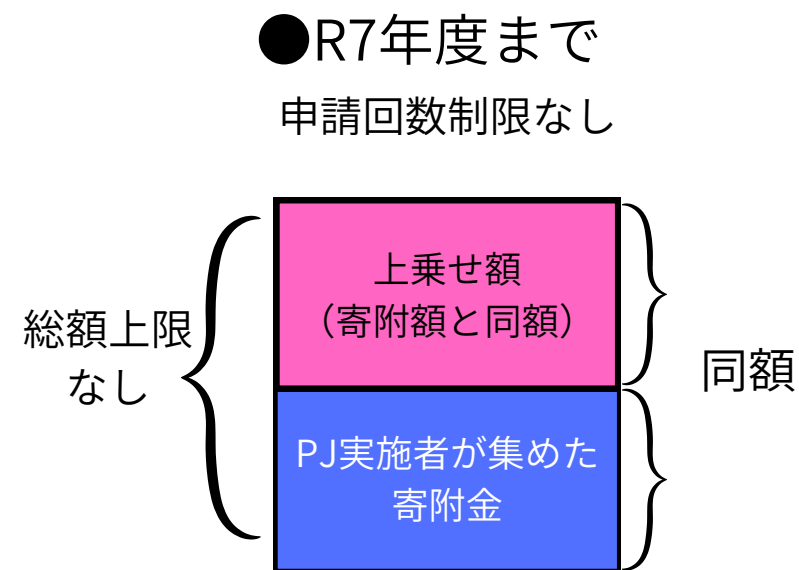 ●R7年度まで
申請回数制限なし
上乗せ額
（寄附額と同額）
総額上限
なし
同額
PJ実施者が集めた
寄附金